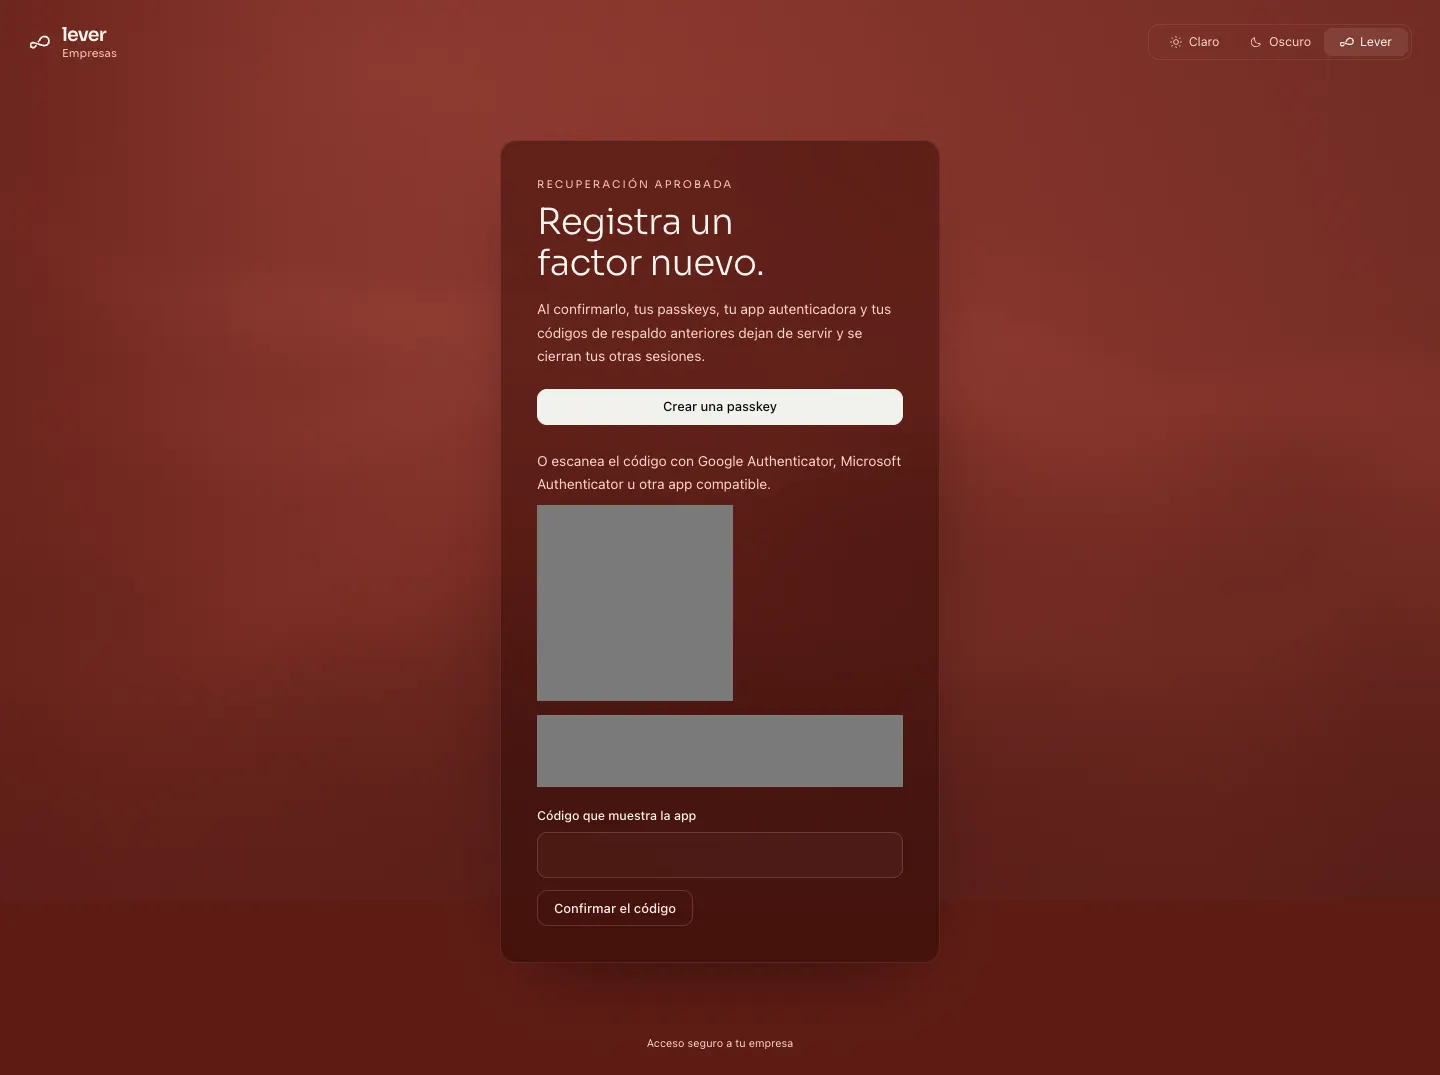 lever
Empresas
Claro
Oscuro
Lever
RECUPERACIÓN APROBADA
Registra un
factor nuevo.
Al confirmarlo, tus passkeys, tu app autenticadora y tus
códigos de respaldo anteriores dejan de servir y se
cierran tus otras sesiones.
Crear una passkey
O escanea el código con Google Authenticator, Microsoft
Authenticator u otra app compatible.
Código que muestra la app
Confirmar el código
Acceso seguro a tu empresa